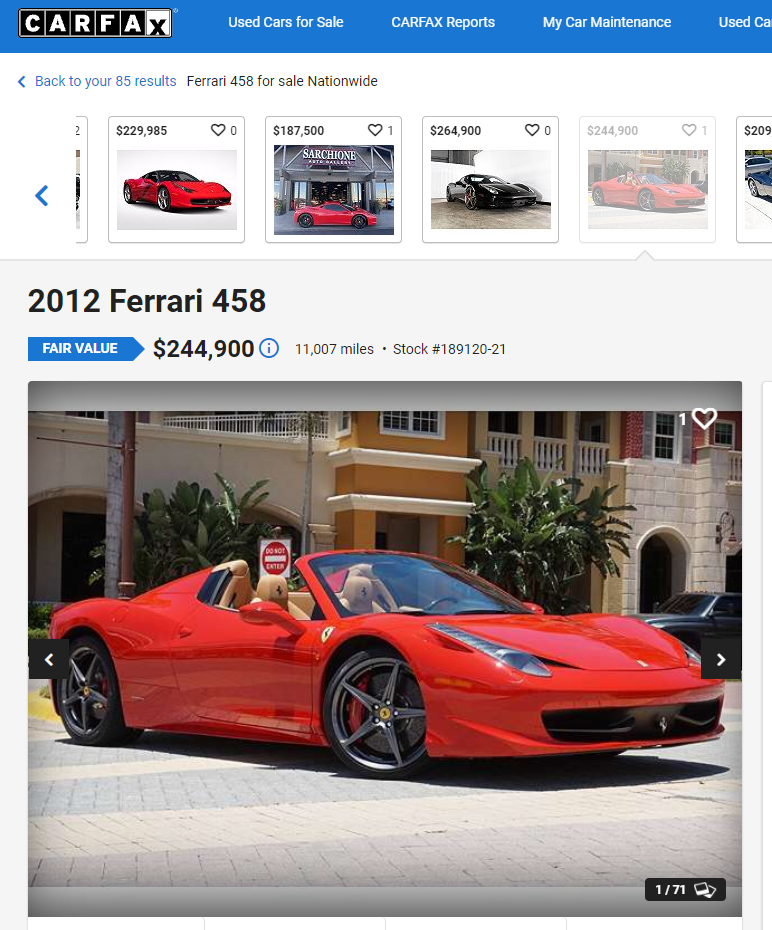 CARFAX
Used Cars for Sale CARFAX Reports My Car Maintenance Used Ca
Back to your 85 results Ferrari 458 for sale Nationwide
2 $229,985 0 $187,500 1 $264,900 0 $244,900 1 $209
SARCHIONE
AUTO GALLERY
2012 Ferrari 458
FAIR VALUE $244,900 11,007 miles • Stock #189120-21
1
DO NOT
ENTER
1 / 71